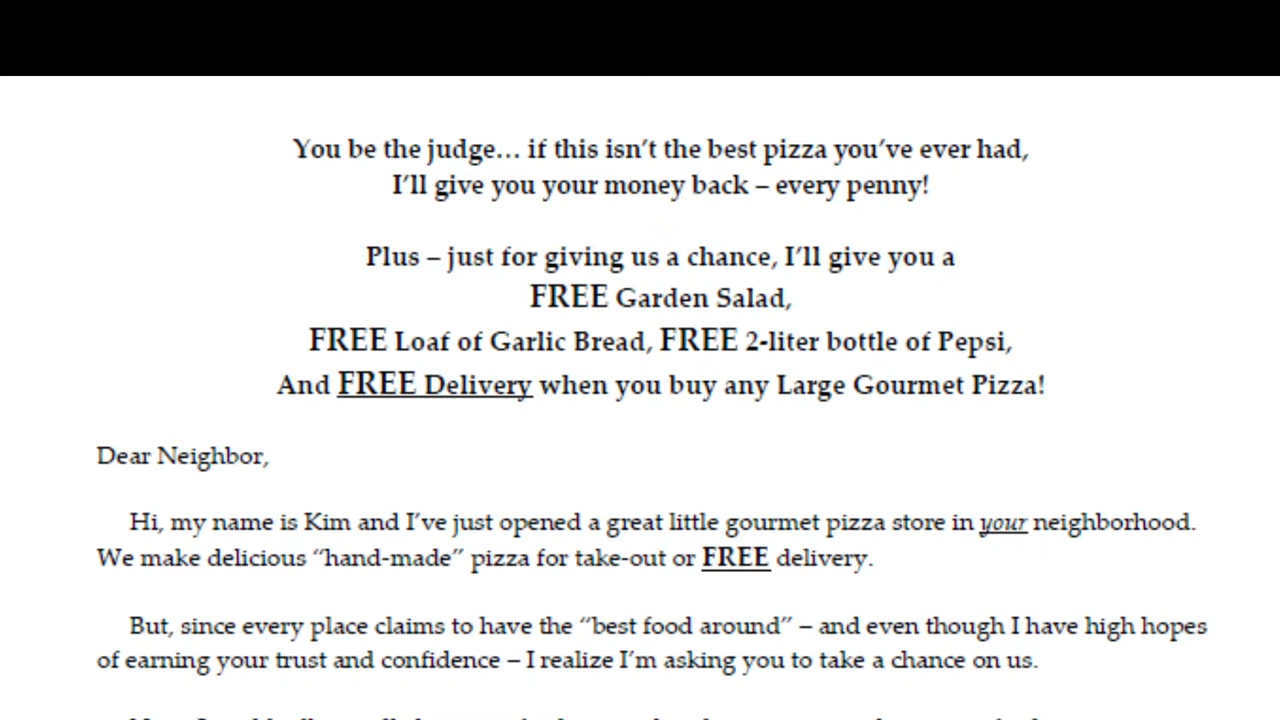 You be the judge… if this isn’t the best pizza you’ve ever had,
I’ll give you your money back – every penny!
Plus – just for giving us a chance, I’ll give you a
FREE Garden Salad,
FREE Loaf of Garlic Bread, FREE 2-liter bottle of Pepsi,
And FREE Delivery when you buy any Large Gourmet Pizza!
Dear Neighbor,
Hi, my name is Kim and I’ve just opened a great little gourmet pizza store in your neighborhood.
We make delicious “hand-made” pizza for take-out or FREE delivery.
But, since every place claims to have the “best food around” – and even though I have high hopes
of earning your trust and confidence – I realize I’m asking you to take a chance on us.